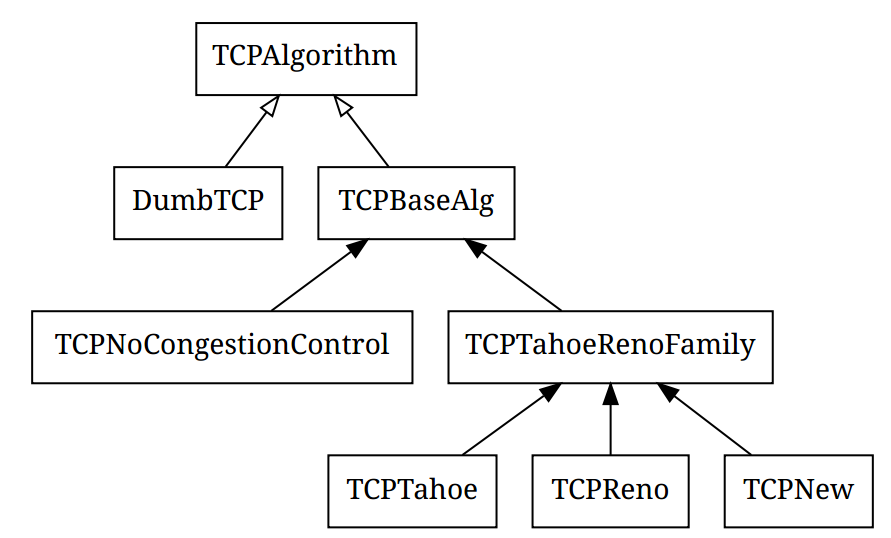 TCPAlgorithm
DumbTCP
TCPBaseAlg
TCPNoCongestionControl
TCPTahoeRenoFamily
TCPTahoe
TCPReno
TCPNew